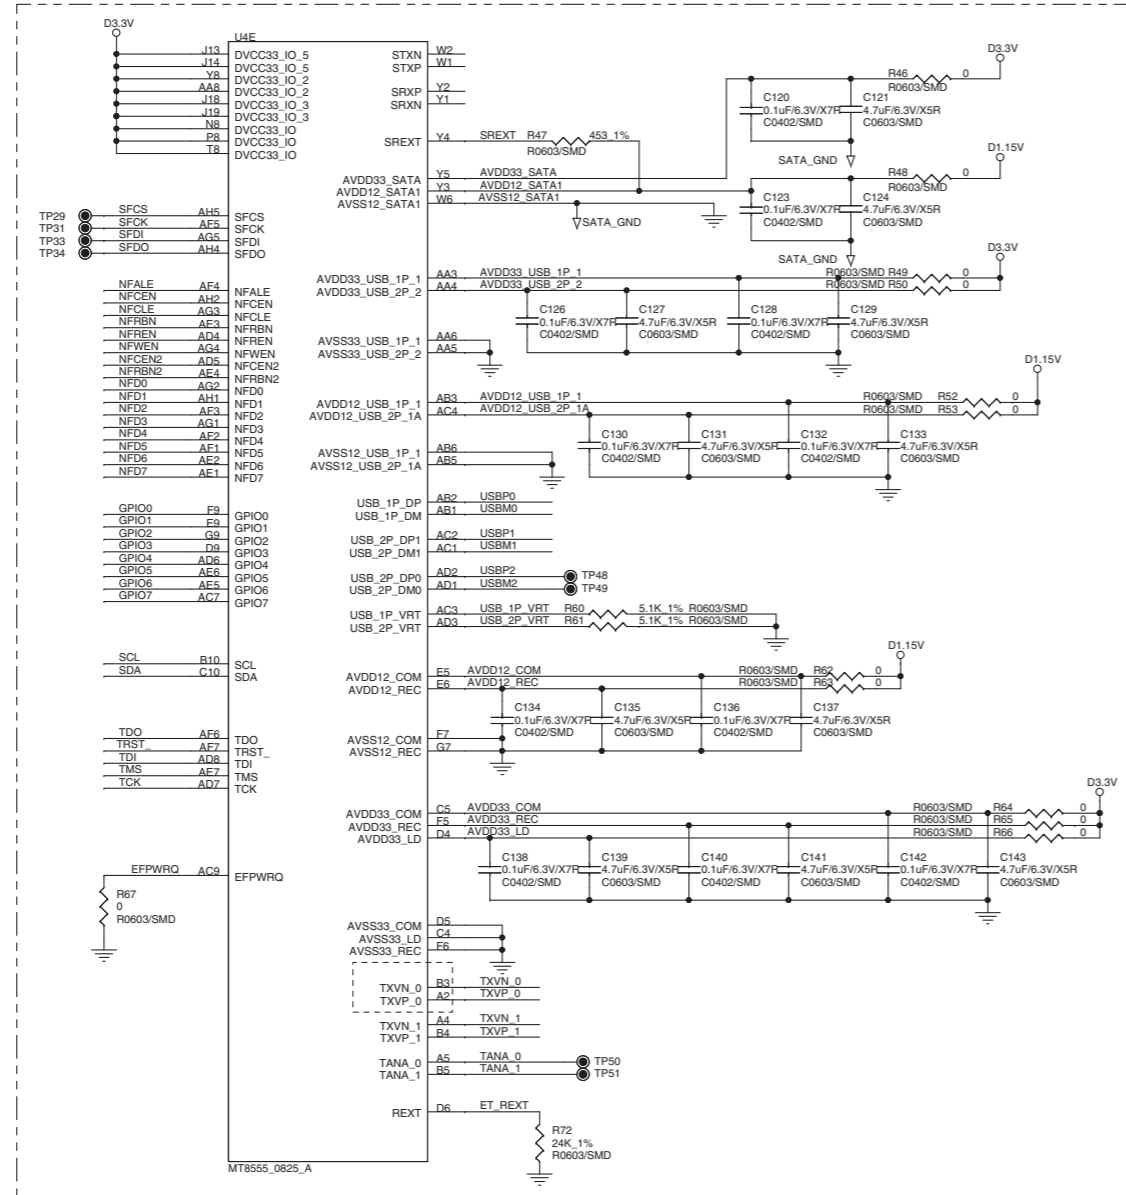 D3.3V
U4E
J13 DVCC33_IO_5
J14 DVCC33_IO_5
Y8 DVCC33_IO_2
AA8 DVCC33_IO_2
J18 DVCC33_IO_3
J19 DVCC33_IO_3
N8 DVCC33_IO
P8 DVCC33_IO
T8 DVCC33_IO
TP29 SFCS AH5 SFCS
TP31 SFCK AF5 SFCK
TP33 SFDI AG5 SFDI
TP34 SFDO AH4 SFDO
NFALE AF4 NFALE
NFCEN AH2 NFCEN
NFCLE AG3 NFCLE
NFRBN AE3 NFRBN
NFREN AD4 NFREN
NFWEN AG4 NFWEN
NFCEN2 AD5 NFCEN2
NFRBN2 AE4 NFRBN2
NFD0 AG2 NFD0
NFD1 AH1 NFD1
NFD2 AF3 NFD2
NFD3 AG1 NFD3
NFD4 AF2 NFD4
NFD5 AF1 NFD5
NFD6 AE2 NFD6
NFD7 AE1 NFD7
GPIO0 F9 GPIO0
GPIO1 E9 GPIO1
GPIO2 G9 GPIO2
GPIO3 D9 GPIO3
GPIO4 AD6 GPIO4
GPIO5 AE6 GPIO5
GPIO6 AE5 GPIO6
GPIO7 AC7 GPIO7
SCL B10 SCL
SDA C10 SDA
TDO AF6 TDO
TRST_ AF7 TRST_
TDI AD8 TDI
TMS AE7 TMS
TCK AD7 TCK
EFPWRQ AC9 EFPWRQ
R67
0
R0603/SMD
MT8555_0825_A
STXN W2
STXP W1
SRXP Y2
SRXN Y1
SREXT Y4 SREXT R47 453_1%
R0603/SMD
AVDD33_SATA Y5 AVDD33_SATA
AVDD12_SATA1 Y3 AVDD12_SATA1
AVSS12_SATA1 W6 AVSS12_SATA1
SATA_GND
D3.3V
R46 0
R0603/SMD
C120
0.1uF/6.3V/X7R
C0402/SMD
C121
4.7uF/6.3V/X5R
C0603/SMD
SATA_GND
D1.15V
R48 0
R0603/SMD
C123
0.1uF/6.3V/X7R
C0402/SMD
C124
4.7uF/6.3V/X5R
C0603/SMD
SATA_GND
D3.3V
AVDD33_USB_1P_1 AA3 AVDD33_USB_1P_1 R0603/SMD R49 0
AVDD33_USB_2P_2 AA4 AVDD33_USB_2P_2 R0603/SMD R50 0
C126
0.1uF/6.3V/X7R
C0402/SMD
C127
4.7uF/6.3V/X5R
C0603/SMD
C128
0.1uF/6.3V/X7R
C0402/SMD
C129
4.7uF/6.3V/X5R
C0603/SMD
AVSS33_USB_1P_1 AA6
AVSS33_USB_2P_2 AA5
D1.15V
AVDD12_USB_1P_1 AB3 AVDD12_USB_1P_1 R0603/SMD R52 0
AVDD12_USB_2P_1A AC4 AVDD12_USB_2P_1A R0603/SMD R53 0
C130
0.1uF/6.3V/X7R
C0402/SMD
C131
4.7uF/6.3V/X5R
C0603/SMD
C132
0.1uF/6.3V/X7R
C0402/SMD
C133
4.7uF/6.3V/X5R
C0603/SMD
AVSS12_USB_1P_1 AB6
AVSS12_USB_2P_1A AB5
USB_1P_DP AB2 USBP0
USB_1P_DM AB1 USBM0
USB_2P_DP1 AC2 USBP1
USB_2P_DM1 AC1 USBM1
USB_2P_DP0 AD2 USBP2 TP48
USB_2P_DM0 AD1 USBM2 TP49
USB_1P_VRT AC3 USB_1P_VRT R60 5.1K_1% R0603/SMD
USB_2P_VRT AD3 USB_2P_VRT R61 5.1K_1% R0603/SMD
D1.15V
AVDD12_COM E5 AVDD12_COM R0603/SMD R62 0
AVDD12_REC E6 AVDD12_REC R0603/SMD R63 0
C134
0.1uF/6.3V/X7R
C0402/SMD
C135
4.7uF/6.3V/X5R
C0603/SMD
C136
0.1uF/6.3V/X7R
C0402/SMD
C137
4.7uF/6.3V/X5R
C0603/SMD
AVSS12_COM F7
AVSS12_REC G7
D3.3V
AVDD33_COM C5 AVDD33_COM R0603/SMD R64 0
AVDD33_REC F5 AVDD33_REC R0603/SMD R65 0
AVDD33_LD D4 AVDD33_LD R0603/SMD R66 0
C138
0.1uF/6.3V/X7R
C0402/SMD
C139
4.7uF/6.3V/X5R
C0603/SMD
C140
0.1uF/6.3V/X7R
C0402/SMD
C141
4.7uF/6.3V/X5R
C0603/SMD
C142
0.1uF/6.3V/X7R
C0402/SMD
C143
4.7uF/6.3V/X5R
C0603/SMD
AVSS33_COM D5
AVSS33_LD C4
AVSS33_REC F6
TXVN_0 B3 TXVN_0
TXVP_0 A2 TXVP_0
TXVN_1 A4 TXVN_1
TXVP_1 B4 TXVP_1
TANA_0 A5 TANA_0 TP50
TANA_1 B5 TANA_1 TP51
REXT D6 ET_REXT
R72
24K_1%
R0603/SMD